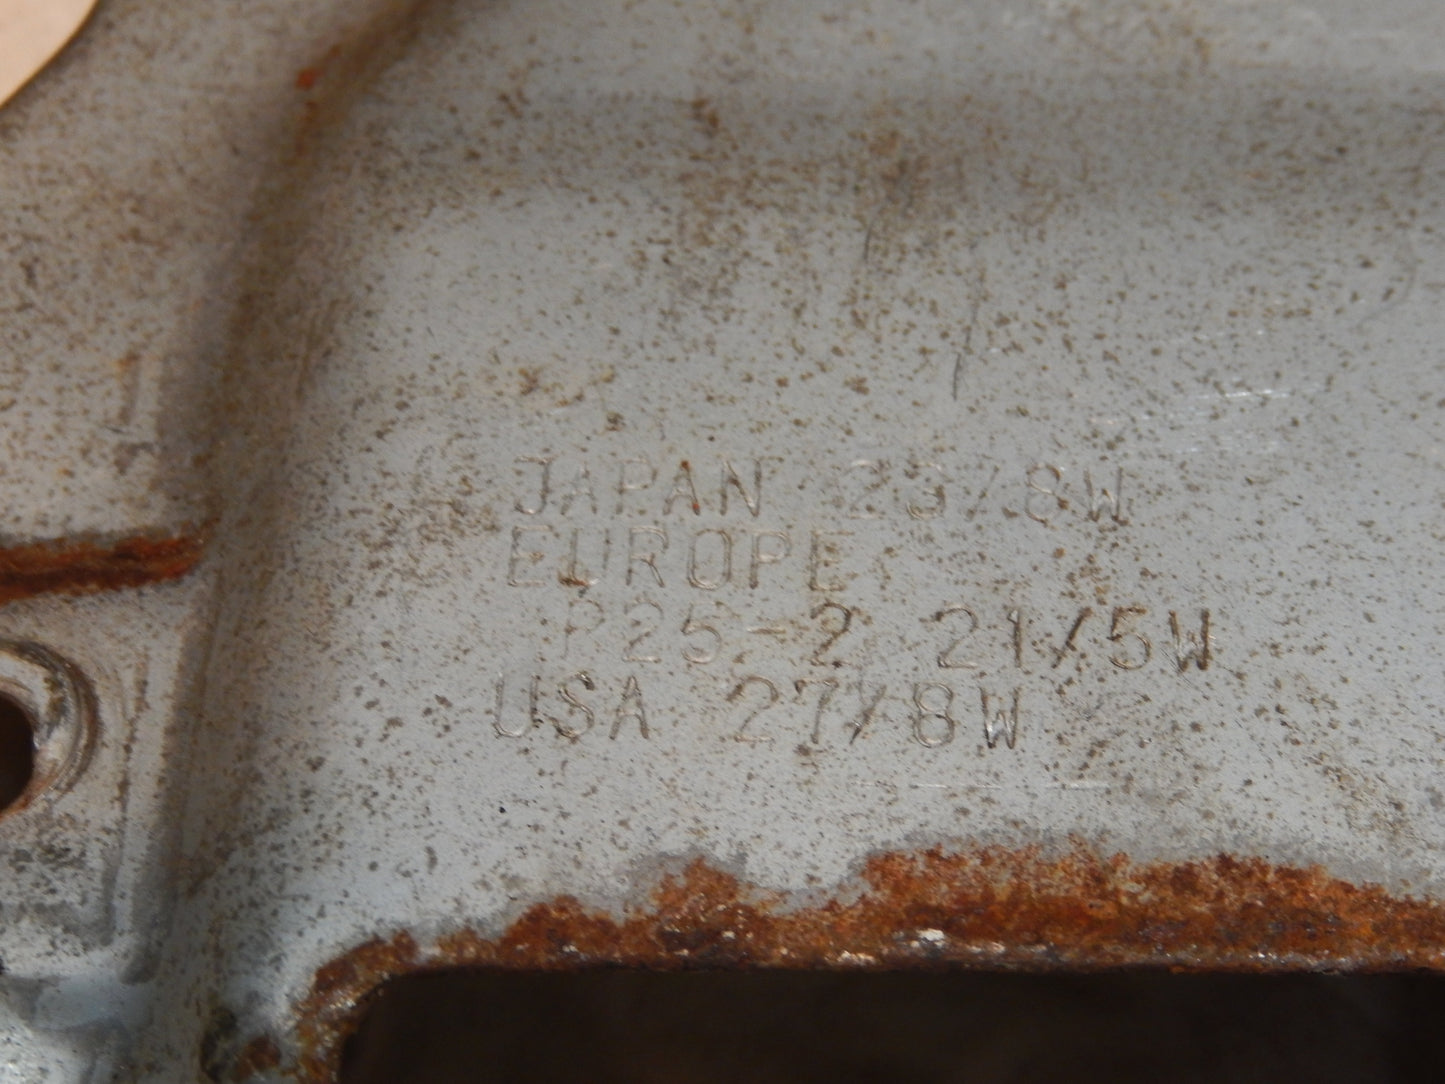 JAPAN 23/8W
EUROPE
P25-2 21/5W
USA 27/8W